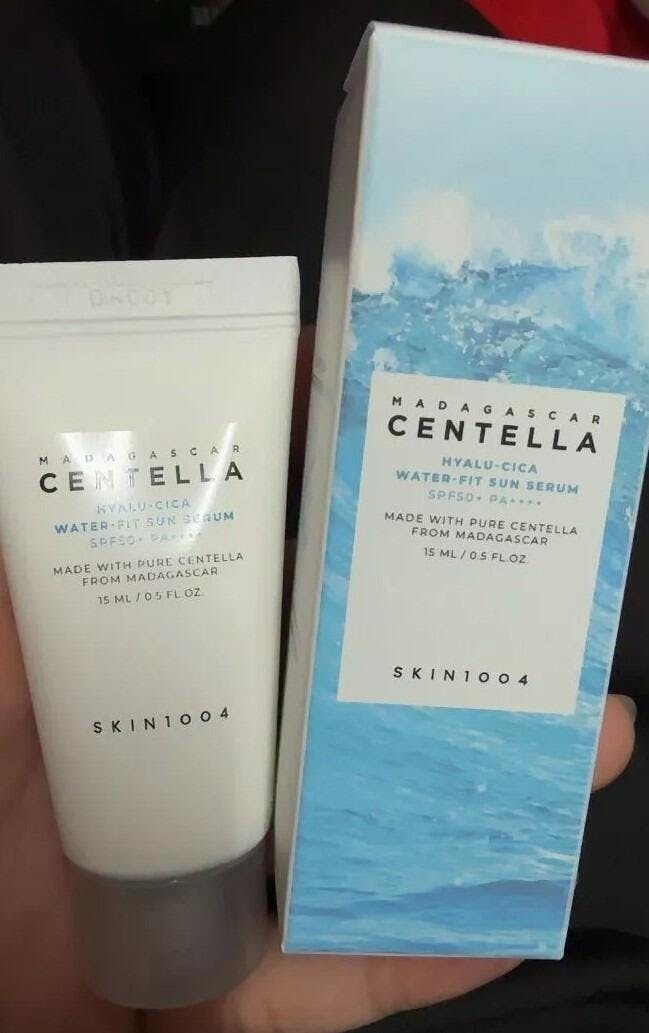 MADAGASCAR
CENTELLA
HYALU-CICA
WATER-FIT SUN SERUM
SPF50+ PA++++
MADE WITH PURE CENTELLA
FROM MADAGASCAR
15 ML / 0.5 FL.OZ.
SKIN1004
MADAGASCAR
CENTELLA
HYALU-CICA
WATER-FIT SUN SERUM
SPF50+ PA++++
MADE WITH PURE CENTELLA
FROM MADAGASCAR
15 ML / 0.5 FL.OZ.
SKIN1004